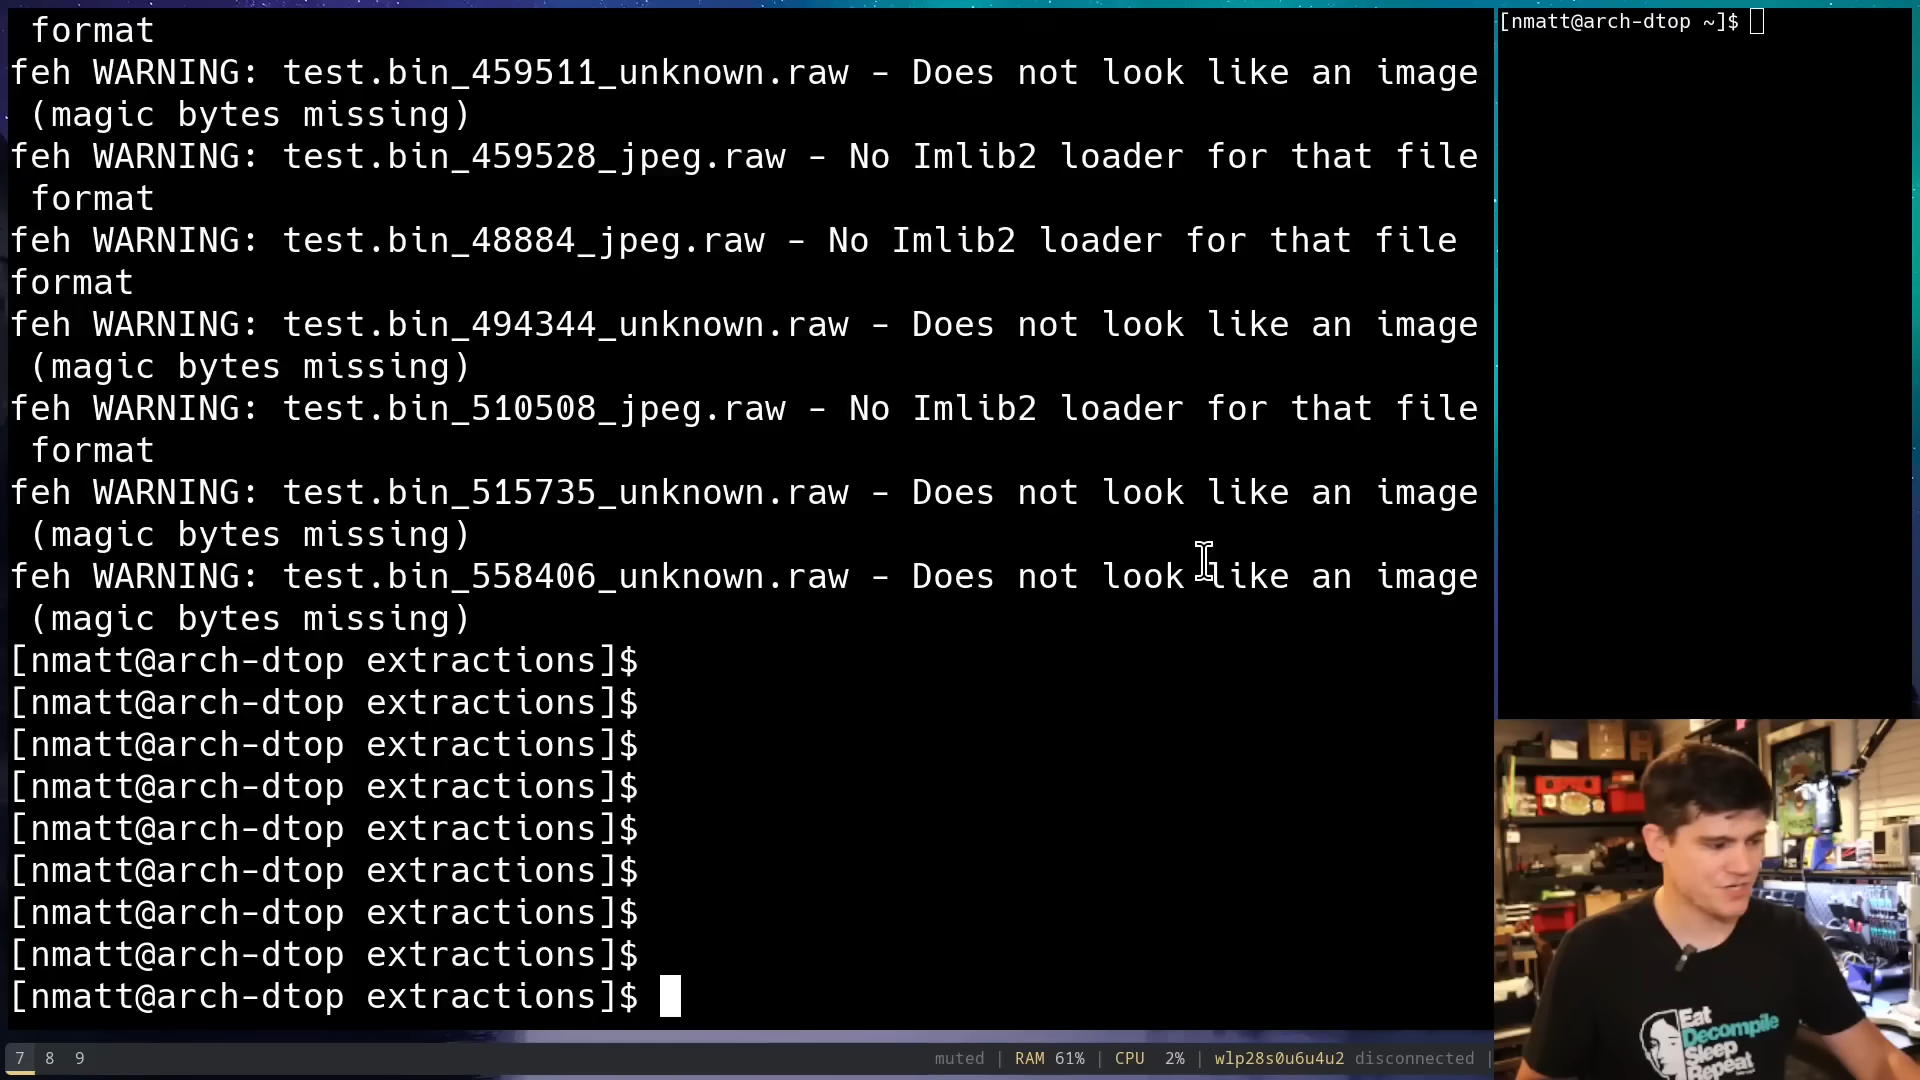 format
feh WARNING: test.bin_459511_unknown.raw - Does not look like an image
(magic bytes missing)
feh WARNING: test.bin_459528_jpeg.raw - No Imlib2 loader for that file
format
feh WARNING: test.bin_48884_jpeg.raw - No Imlib2 loader for that file
format
feh WARNING: test.bin_494344_unknown.raw - Does not look like an image
(magic bytes missing)
feh WARNING: test.bin_510508_jpeg.raw - No Imlib2 loader for that file
format
feh WARNING: test.bin_515735_unknown.raw - Does not look like an image
(magic bytes missing)
feh WARNING: test.bin_558406_unknown.raw - Does not look like an image
(magic bytes missing)
[nmatt@arch-dtop extractions]$
[nmatt@arch-dtop extractions]$
[nmatt@arch-dtop extractions]$
[nmatt@arch-dtop extractions]$
[nmatt@arch-dtop extractions]$
[nmatt@arch-dtop extractions]$
[nmatt@arch-dtop extractions]$
[nmatt@arch-dtop extractions]$
[nmatt@arch-dtop extractions]$
[nmatt@arch-dtop ~]$
Eat
Decompile
Sleep
Repeat
7 8 9
muted | RAM 61% | CPU 2% | wlp28s0u6u4u2 disconnected |